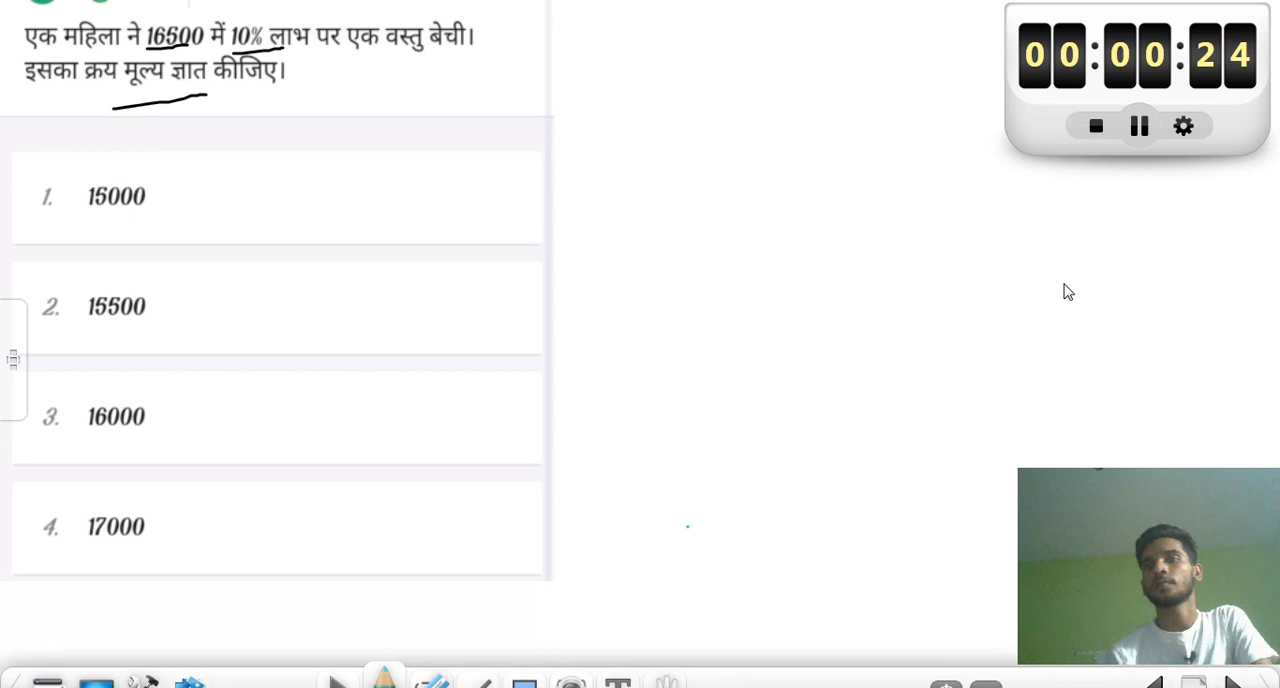 एक महिला ने 16500 में 10% लाभ पर एक वस्तु बेची।
इसका क्रय मूल्य ज्ञात कीजिए।
00:00:24
1. 15000
2. 15500
3. 16000
4. 17000